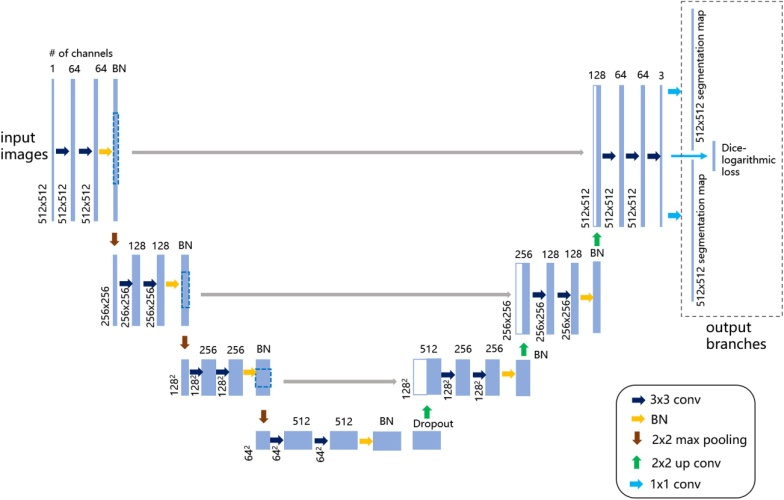 # of channels
1 64 64 BN
input
images
512x512
512x512
512x512
128 128 BN
256x256
256x256
256x256
256 256 BN
128²
128²
128²
512 512 BN
64²
64²
64²
Dropout
512 256 256 BN
128²
128²
128²
256 128 128 BN
256x256
256x256
256x256
128 64 64 3
512x512
512x512
512x512
512x512
512x512 segmentation map
Dice-
logarithmic
loss
512x512 segmentation map
output
branches
3x3 conv
BN
2x2 max pooling
2x2 up conv
1x1 conv